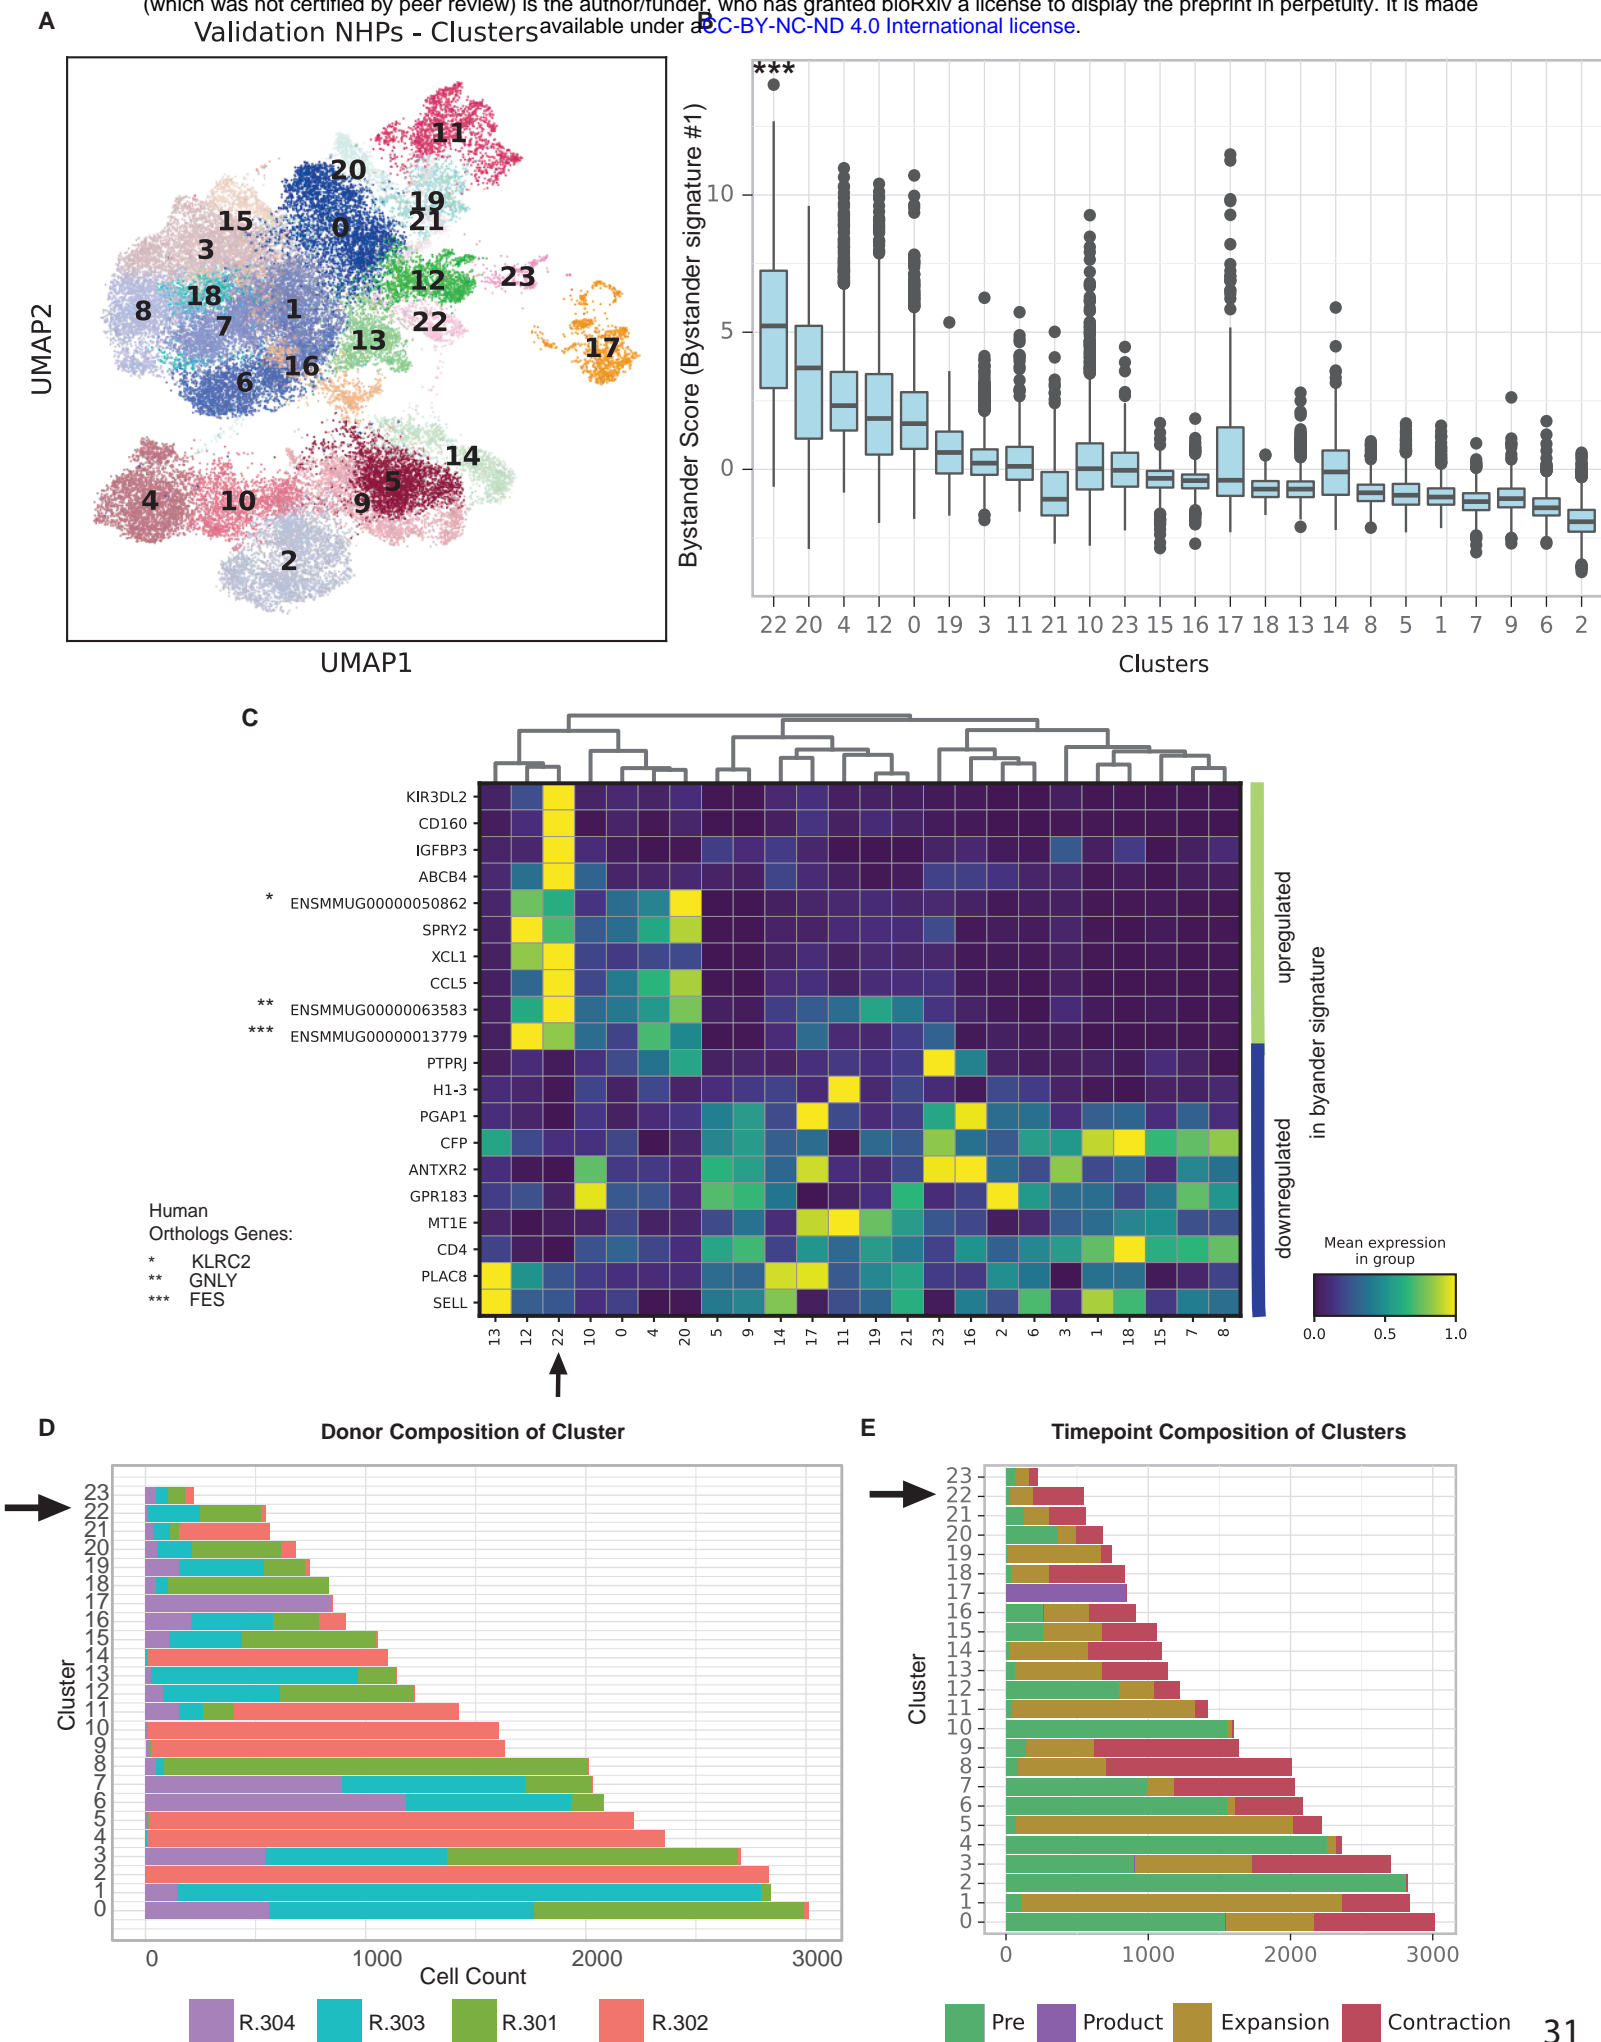 (which was not certified by peer review) is the author/funder, who has granted bioRxiv a license to display the preprint in perpetuity. It is made
available under aCC-BY-NC-ND 4.0 International license.
A
Validation NHPs - Clusters
11
20
19
21
15
0
3
12
23
18
8
1
22
7
13
17
16
6
14
5
4
10
9
2
UMAP2
UMAP1
B
***
Bystander Score (Bystander signature #1)
10
5
0
22 20 4 12 0 19 3 11 21 10 23 15 16 17 18 13 14 8 5 1 7 9 6 2
Clusters
C
KIR3DL2
CD160
IGFBP3
ABCB4
* ENSMMUG00000050862
SPRY2
XCL1
CCL5
** ENSMMUG00000063583
*** ENSMMUG00000013779
PTPRJ
H1-3
PGAP1
CFP
ANTXR2
GPR183
MT1E
CD4
PLAC8
SELL
13 12 22 10 0 4 20 5 9 14 17 11 19 21 23 16 2 6 3 1 18 15 7 8
upregulated
downregulated
in byander signature
Human
Orthologs Genes:
* KLRC2
** GNLY
*** FES
Mean expression
in group
0.0 0.5 1.0
D
Donor Composition of Cluster
Cluster
23
22
21
20
19
18
17
16
15
14
13
12
11
10
9
8
7
6
5
4
3
2
1
0
0 1000 2000 3000
Cell Count
R.304 R.303 R.301 R.302
E
Timepoint Composition of Clusters
Cluster
23
22
21
20
19
18
17
16
15
14
13
12
11
10
9
8
7
6
5
4
3
2
1
0
0 1000 2000 3000
Pre Product Expansion Contraction
31